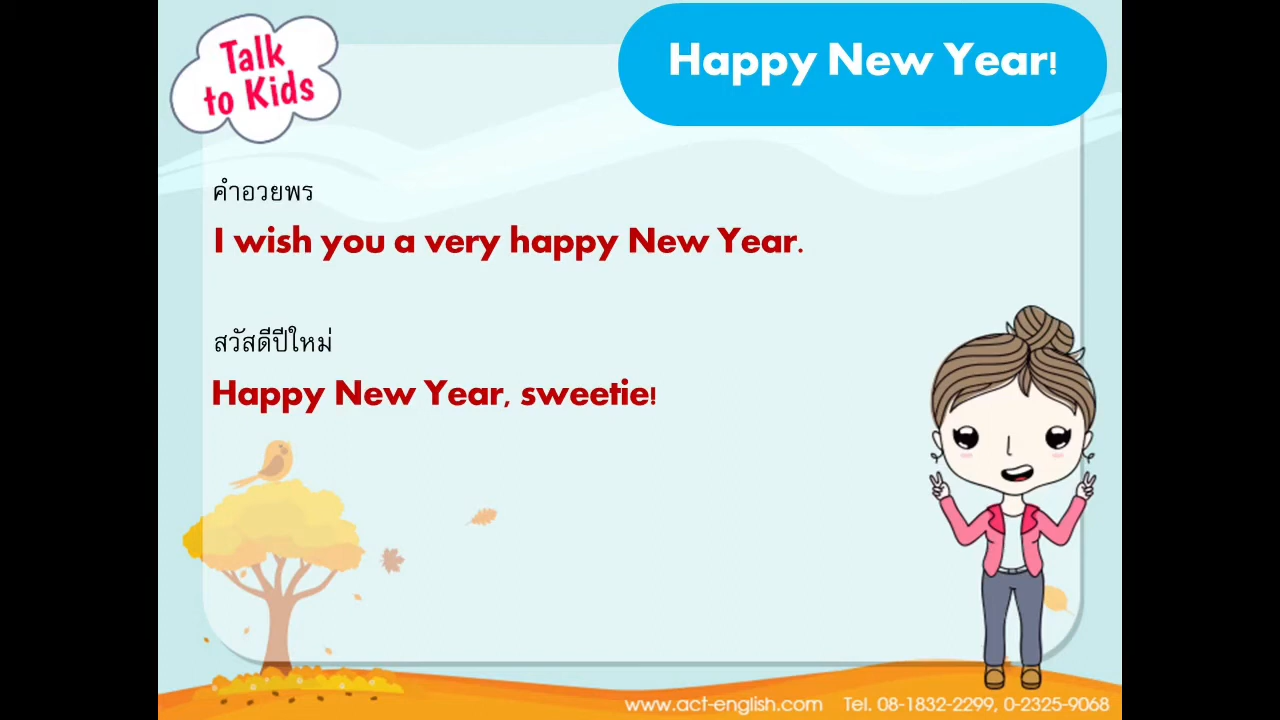 Talk
to Kids
Happy New Year!
คำอวยพร
I wish you a very happy New Year.
สวัสดีปีใหม่
Happy New Year, sweetie!
www.act-english.com Tel. 08-1832-2299, 0-2325-9068